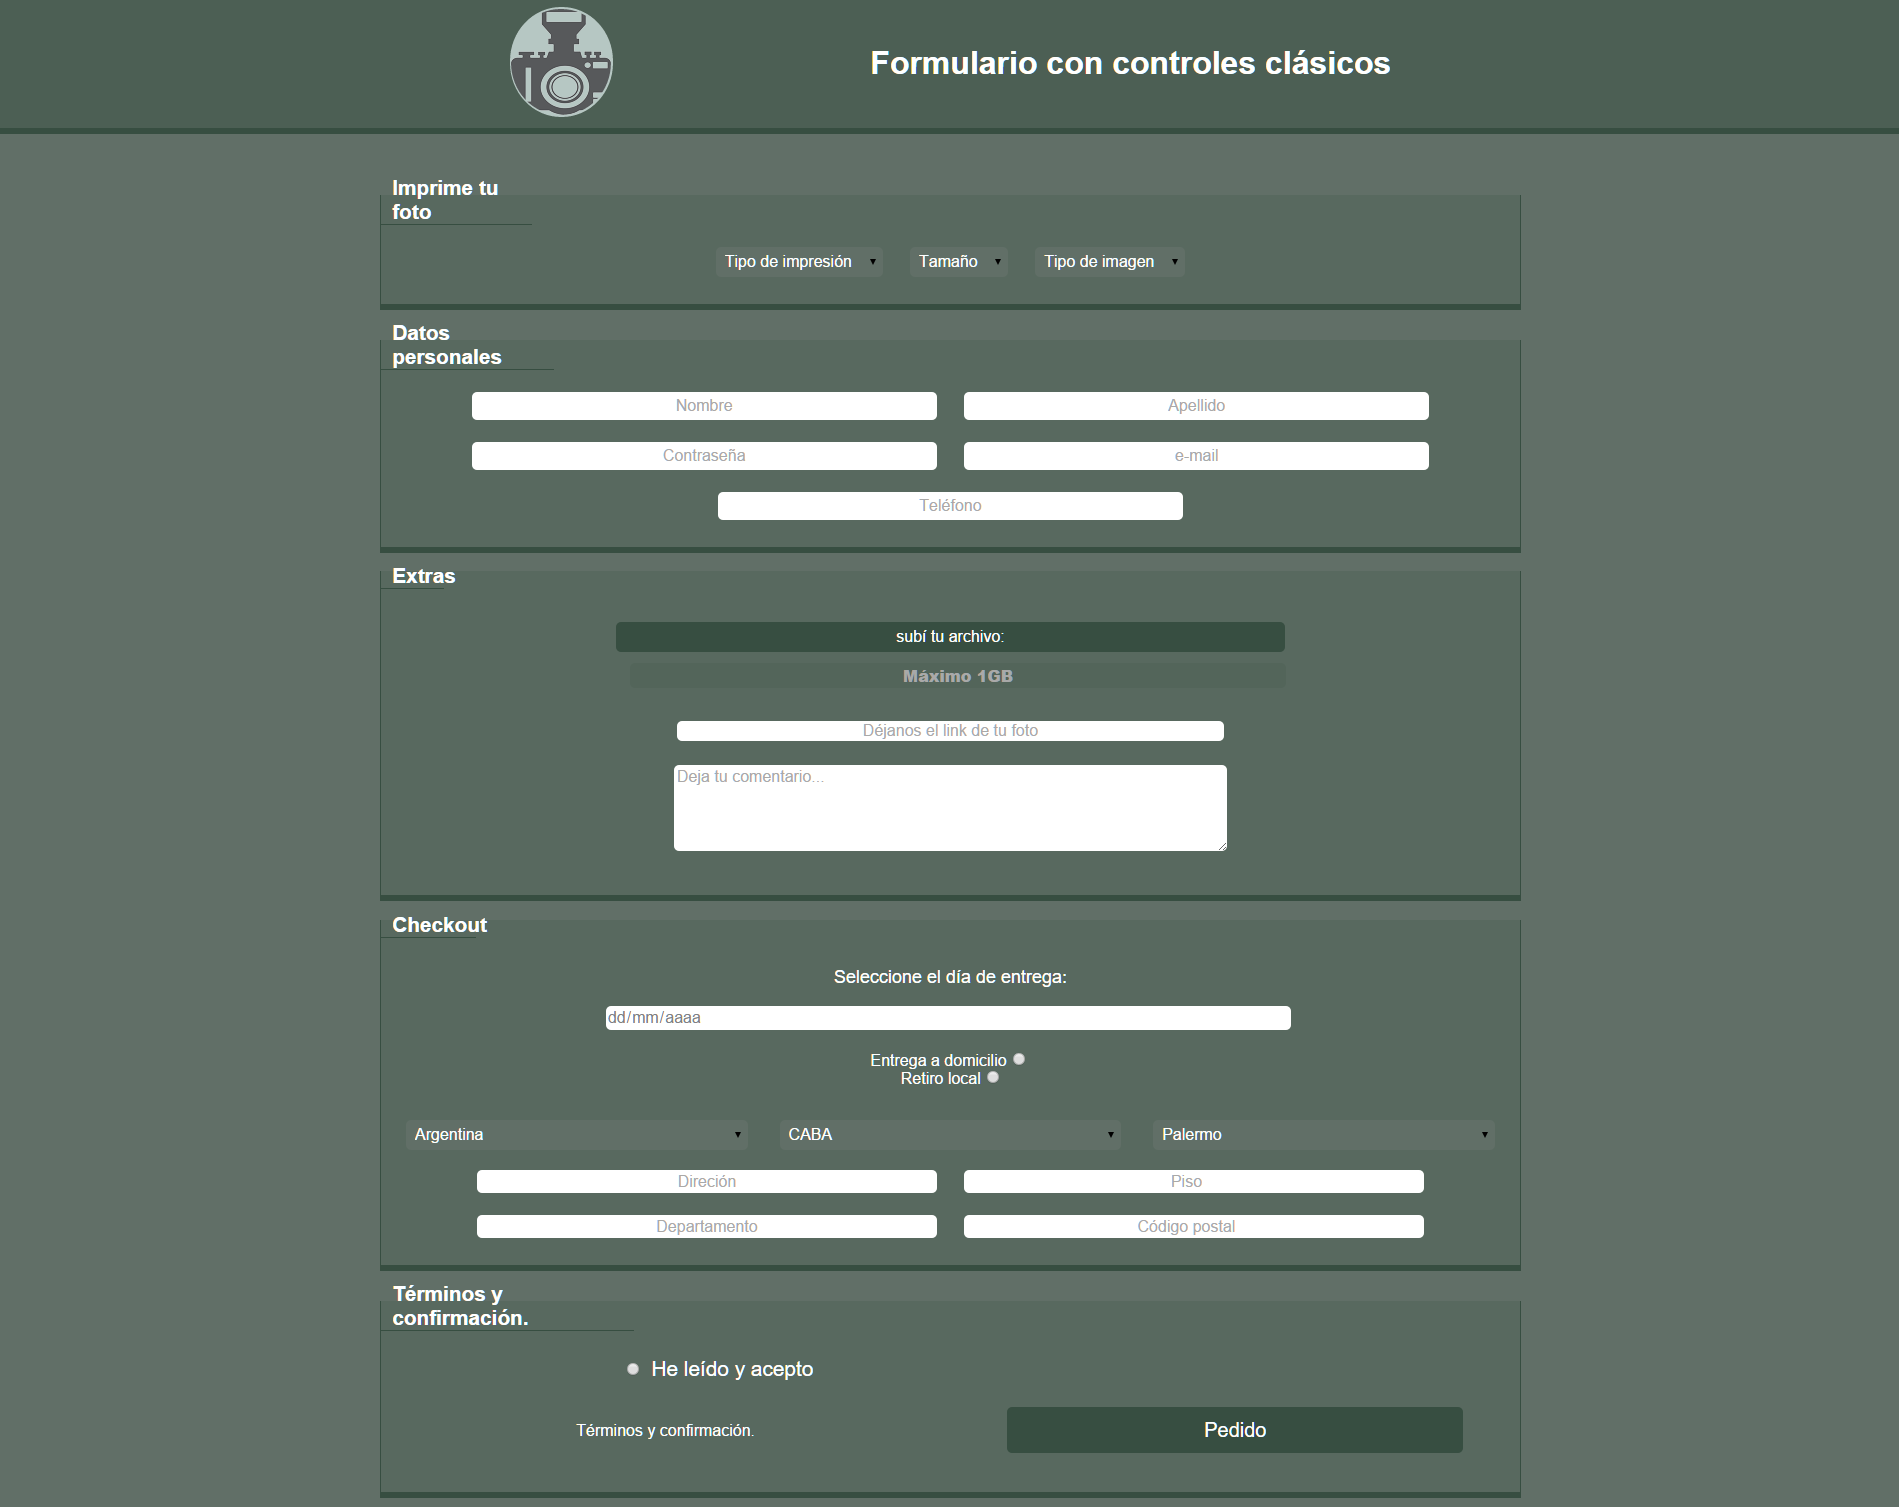 Formulario con controles clásicos
Imprime tu
foto
Tipo de impresión
Tamaño
Tipo de imagen
Datos
personales
Nombre
Apellido
Contraseña
e-mail
Teléfono
Extras
subí tu archivo:
Máximo 1GB
Déjanos el link de tu foto
Deja tu comentario...
Checkout
Seleccione el día de entrega:
dd/mm/aaaa
Entrega a domicilio
Retiro local
Argentina
CABA
Palermo
Direción
Piso
Departamento
Código postal
Términos y
confirmación.
He leído y acepto
Términos y confirmación.
Pedido